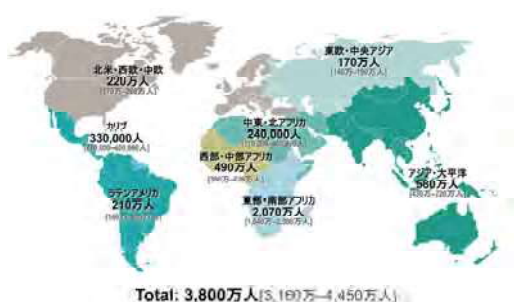 東欧・中央アジア
170万人
北米・西欧・中欧
220万人
カリブ
330,000人
中東・北アフリカ
240,000人
西部・中部アフリカ
490万人
アジア・太平洋
580万人
ラテンアメリカ
210万人
東部・南部アフリカ
2,070万人
Total: 3,800万人[3,160万–4,450万人]